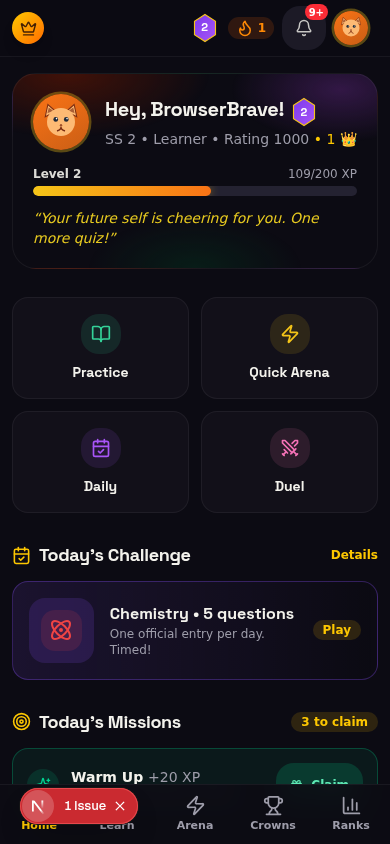 2
1
9+
Hey, BrowserBrave! 2
SS 2 • Learner • Rating 1000 • 1 👑
Level 2
109/200 XP
“Your future self is cheering for you. One
more quiz!”
Practice
Quick Arena
Daily
Duel
Today's Challenge
Details
Chemistry • 5 questions
One official entry per day.
Timed!
Play
Today's Missions
3 to claim
Warm Up +20 XP
Claim
N 1 Issue
Home
Learn
Arena
Crowns
Ranks